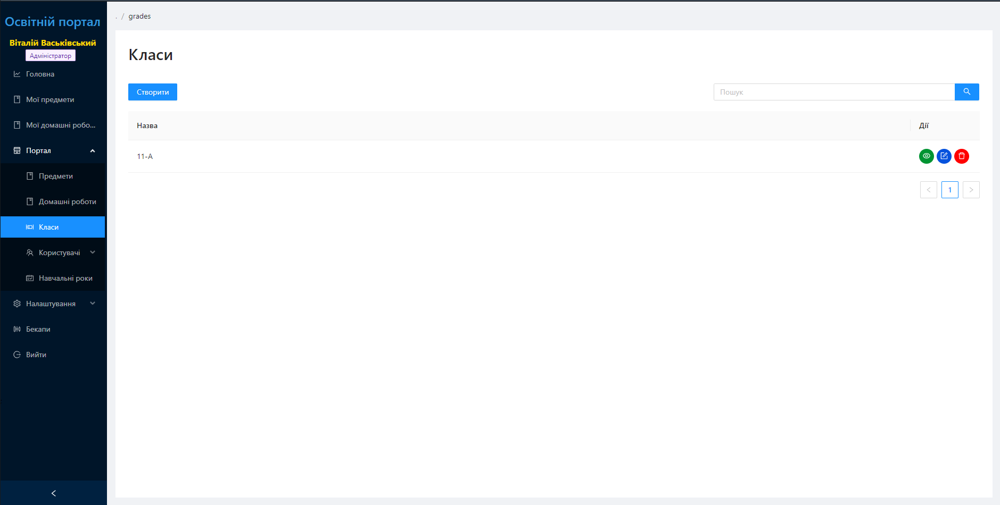 Освітній портал
Віталій Васьківський
Адміністратор
Головна
Мої предмети
Мої домашні робо...
Портал
Предмети
Домашні роботи
Класи
Користувачі
Навчальні роки
Налаштування
Бекапи
Вийти
. / grades
Класи
Створити
Пошук
Назва
Дії
11-А
1